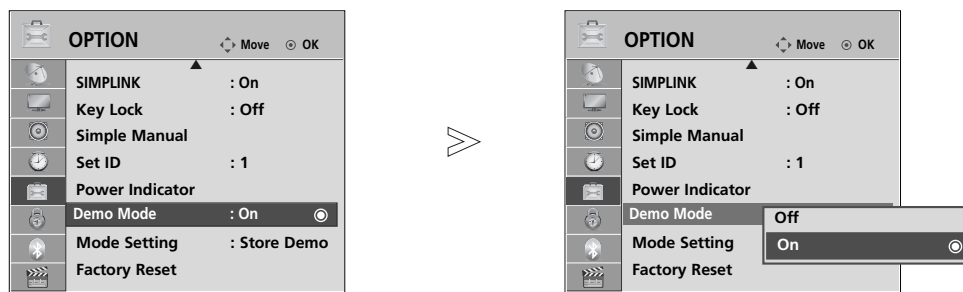 OPTION
Move OK
SIMPLINK : On
Key Lock : Off
Simple Manual
Set ID : 1
Power Indicator
Demo Mode : On
Mode Setting : Store Demo
Factory Reset
OPTION
Move OK
SIMPLINK : On
Key Lock : Off
Simple Manual
Set ID : 1
Power Indicator
Demo Mode
Off
On
Mode Setting
Factory Reset